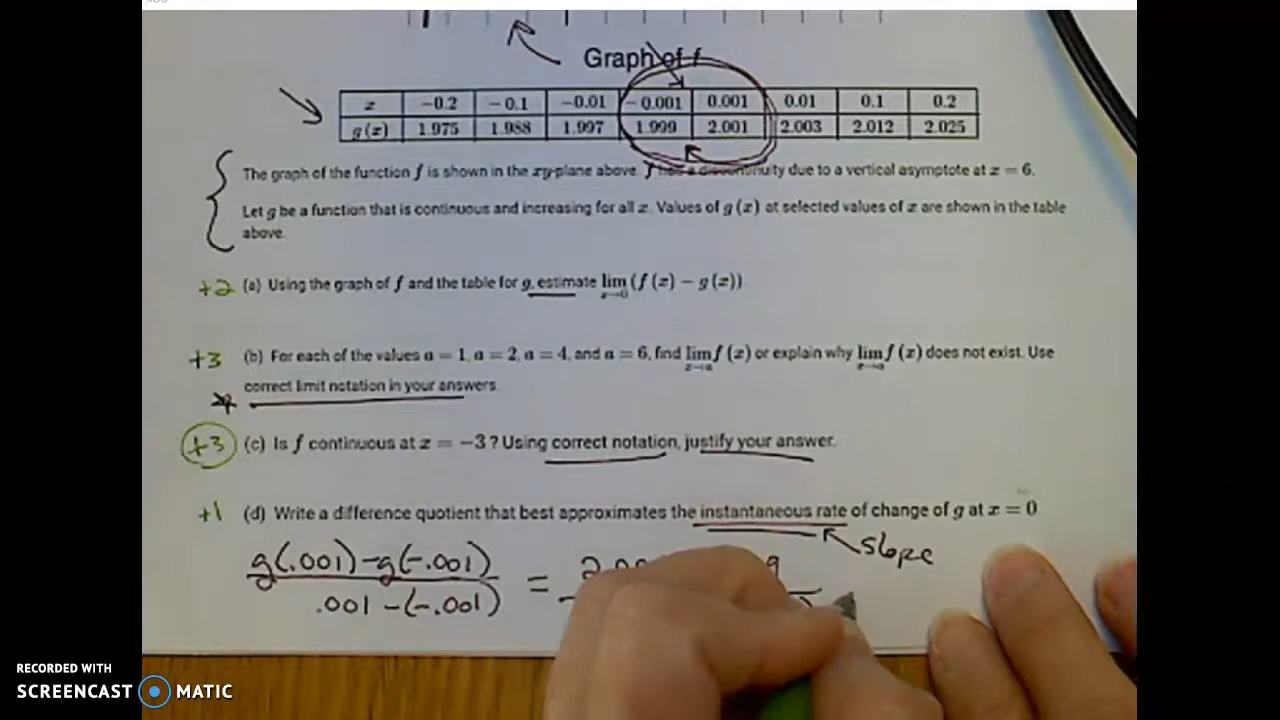 Graph of f
x −0.2 −0.1 −0.01 −0.001 0.001 0.01 0.1 0.2
g(x) 1.975 1.988 1.997 1.999 2.001 2.003 2.012 2.025
The graph of the function f is shown in the xy-plane above. f has a discontinuity due to a vertical asymptote at x = 6.
Let g be a function that is continuous and increasing for all x. Values of g(x) at selected values of x are shown in the table
above.
+2 (a) Using the graph of f and the table for g, estimate lim x→0 (f(x) − g(x)).
+3 (b) For each of the values a = 1, a = 2, a = 4, and a = 6, find lim x→a f(x) or explain why lim x→a f(x) does not exist. Use
correct limit notation in your answers.
+3 (c) Is f continuous at x = −3? Using correct notation, justify your answer.
+1 (d) Write a difference quotient that best approximates the instantaneous rate of change of g at x = 0
slope
g(.001) − g(−.001)
=
.001 − (−.001)
RECORDED WITH
SCREENCAST MATIC